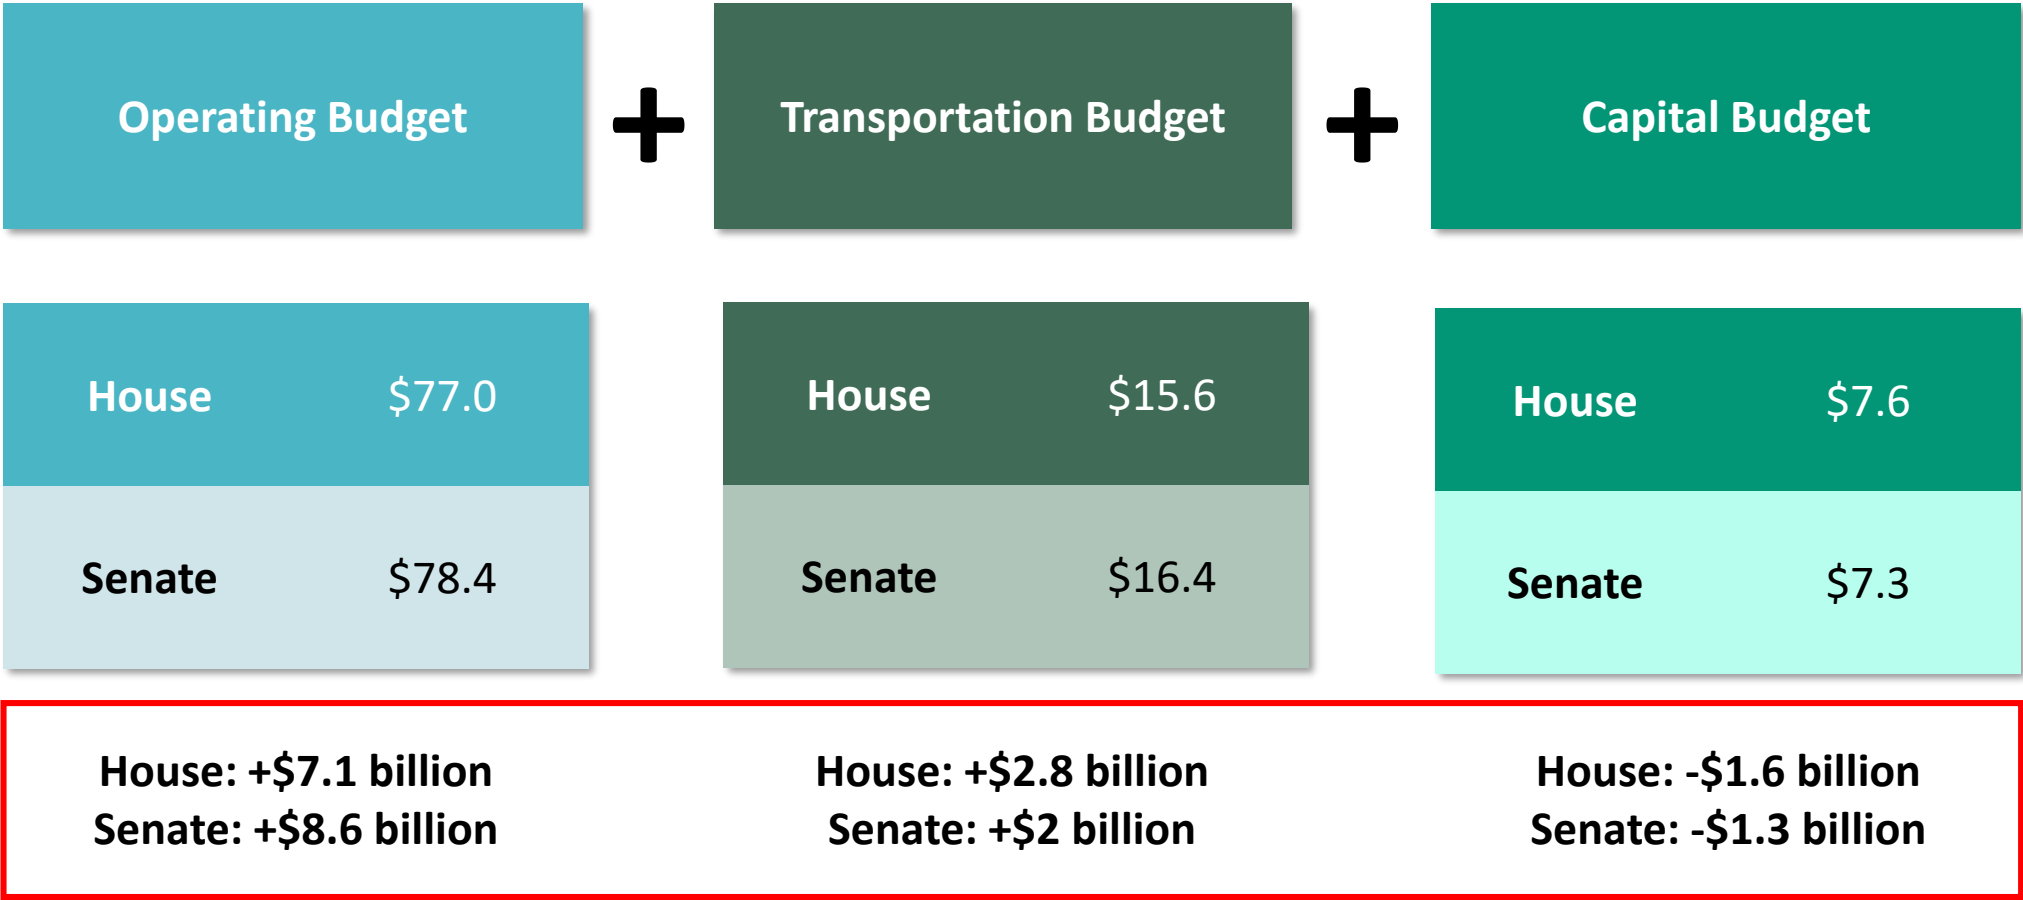 Operating Budget
+
Transportation Budget
+
Capital Budget
House $77.0
Senate $78.4
House $15.6
Senate $16.4
House $7.6
Senate $7.3
House: +$7.1 billion
Senate: +$8.6 billion
House: +$2.8 billion
Senate: +$2 billion
House: -$1.6 billion
Senate: -$1.3 billion